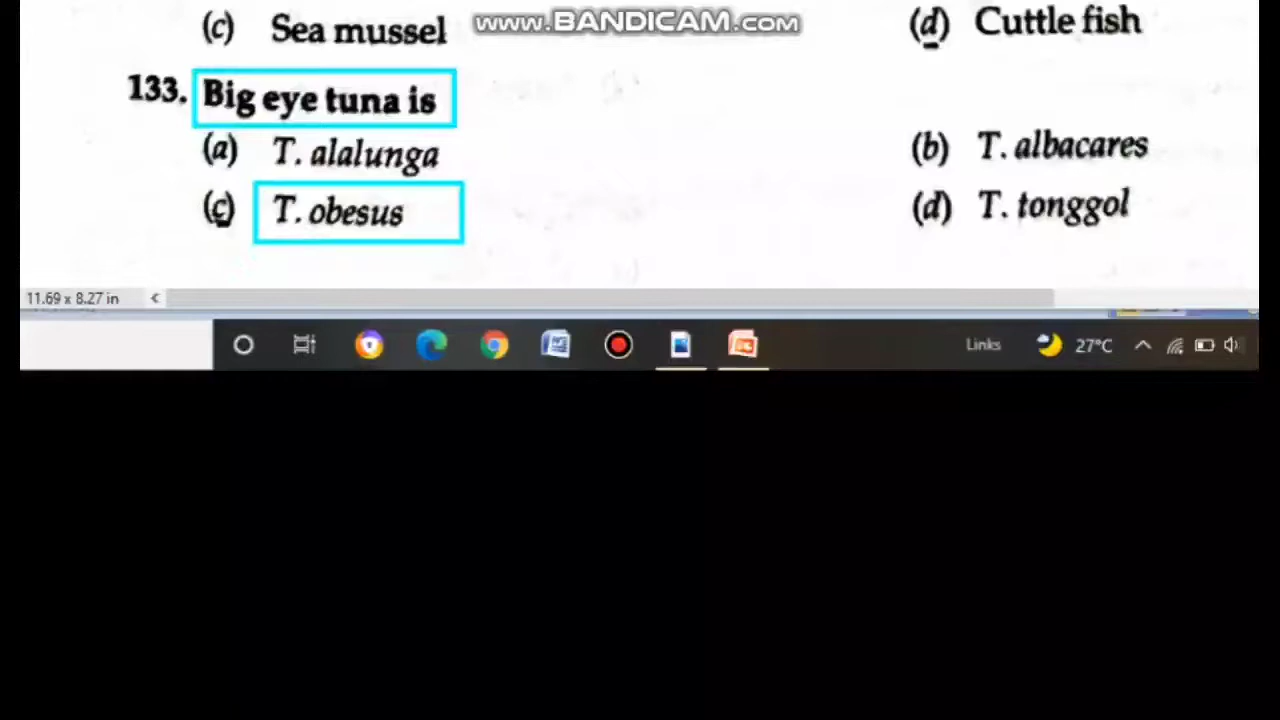 www.BANDICAM.com
(c) Sea mussel (d) Cuttle fish
133. Big eye tuna is
(a) T. alalunga (b) T. albacares
(c) T. obesus (d) T. tonggol
11.69 x 8.27 in
Links 27°C